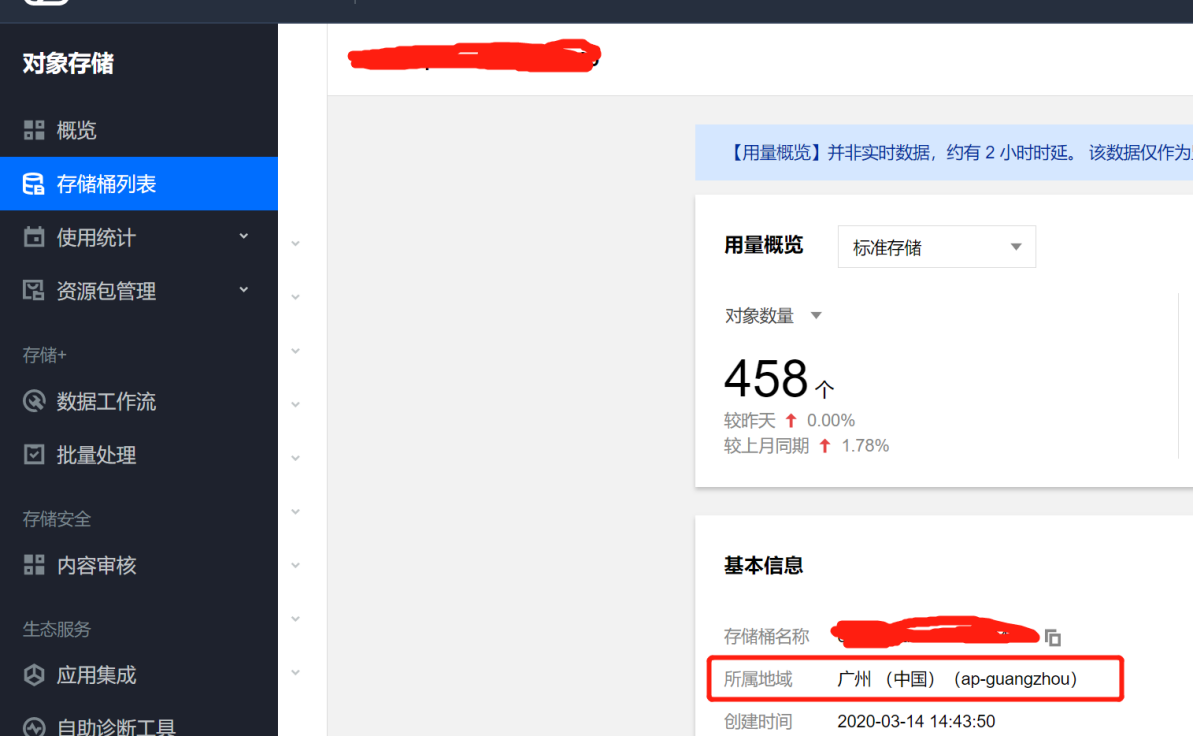 对象存储
概览
存储桶列表
使用统计
资源包管理
存储+
数据工作流
批量处理
存储安全
内容审核
生态服务
应用集成
自助诊断工具
【用量概览】并非实时数据，约有 2 小时时延。 该数据仅作为
用量概览
标准存储
对象数量
458 个
较昨天 0.00%
较上月同期 1.78%
基本信息
存储桶名称
所属地域 广州 （中国）（ap-guangzhou）
创建时间 2020-03-14 14:43:50